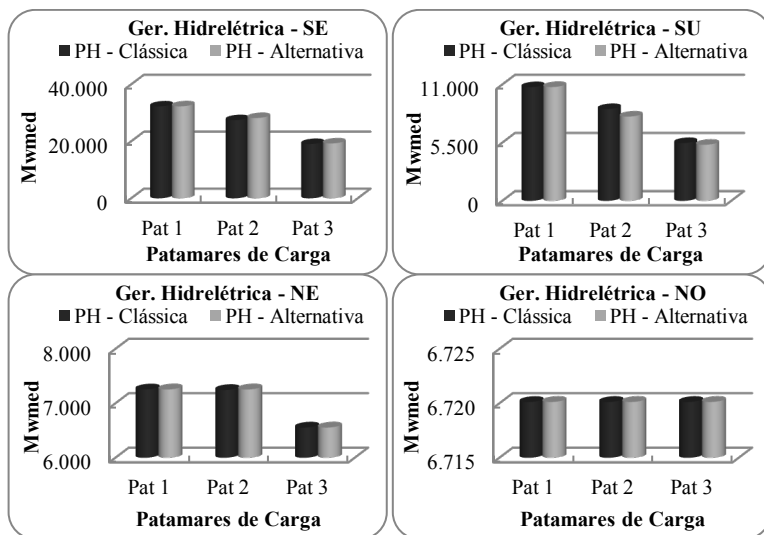 Ger. Hidrelétrica - SE
PH - Clássica PH - Alternativa
40.000
20.000
0
Mwmed
Pat 1 Pat 2 Pat 3
Patamares de Carga
Ger. Hidrelétrica - SU
PH - Clássica PH - Alternativa
11.000
5.500
0
Mwmed
Pat 1 Pat 2 Pat 3
Patamares de Carga
Ger. Hidrelétrica - NE
PH - Clássica PH - Alternativa
8.000
7.000
6.000
Mwmed
Pat 1 Pat 2 Pat 3
Patamares de Carga
Ger. Hidrelétrica - NO
PH - Clássica PH - Alternativa
6.725
6.720
6.715
Mwmed
Pat 1 Pat 2 Pat 3
Patamares de Carga